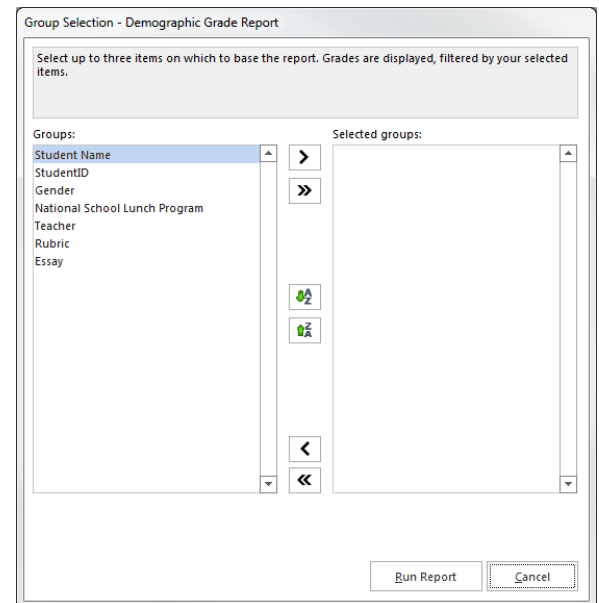 Group Selection - Demographic Grade Report
Select up to three items on which to base the report. Grades are displayed, filtered by your selected
items.
Groups:
Selected groups:
Student Name
StudentID
Gender
National School Lunch Program
Teacher
Rubric
Essay
A
Z
Z
A
Run Report
Cancel